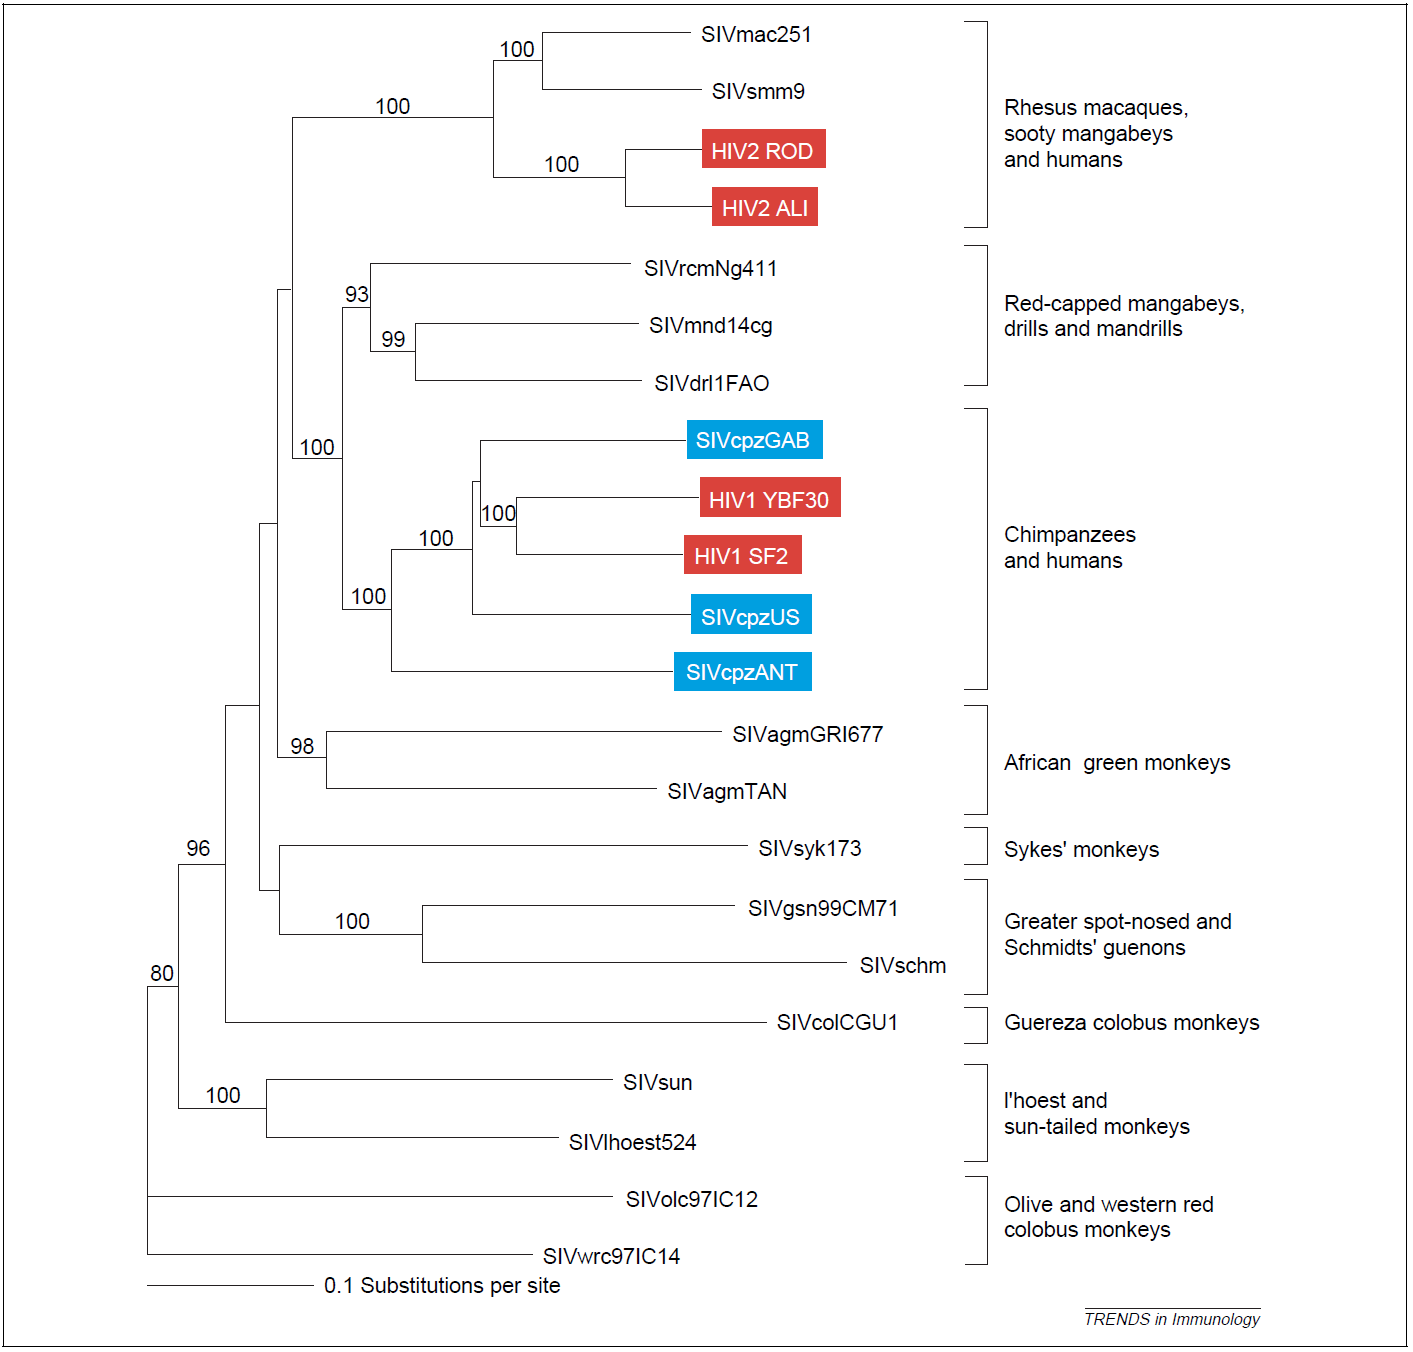 SIVmac251
100
SIVsmm9
Rhesus macaques,
sooty mangabeys
and humans
100
HIV2 ROD
100
HIV2 ALI
SIVrcmNg411
93
Red-capped mangabeys,
drills and mandrills
SIVmnd14cg
99
SIVdrl1FAO
SIVcpzGAB
100
HIV1 YBF30
100
100
Chimpanzees
and humans
HIV1 SF2
100
SIVcpzUS
SIVcpzANT
SIVagmGRI677
98
African green monkeys
SIVagmTAN
96
SIVsyk173
Sykes' monkeys
SIVgsn99CM71
100
Greater spot-nosed and
Schmidts' guenons
SIVschm
80
SIVcolCGU1
Guereza colobus monkeys
SIVsun
100
l'hoest and
sun-tailed monkeys
SIVlhoest524
SIVolc97IC12
Olive and western red
colobus monkeys
SIVwrc97IC14
0.1 Substitutions per site
TRENDS in Immunology